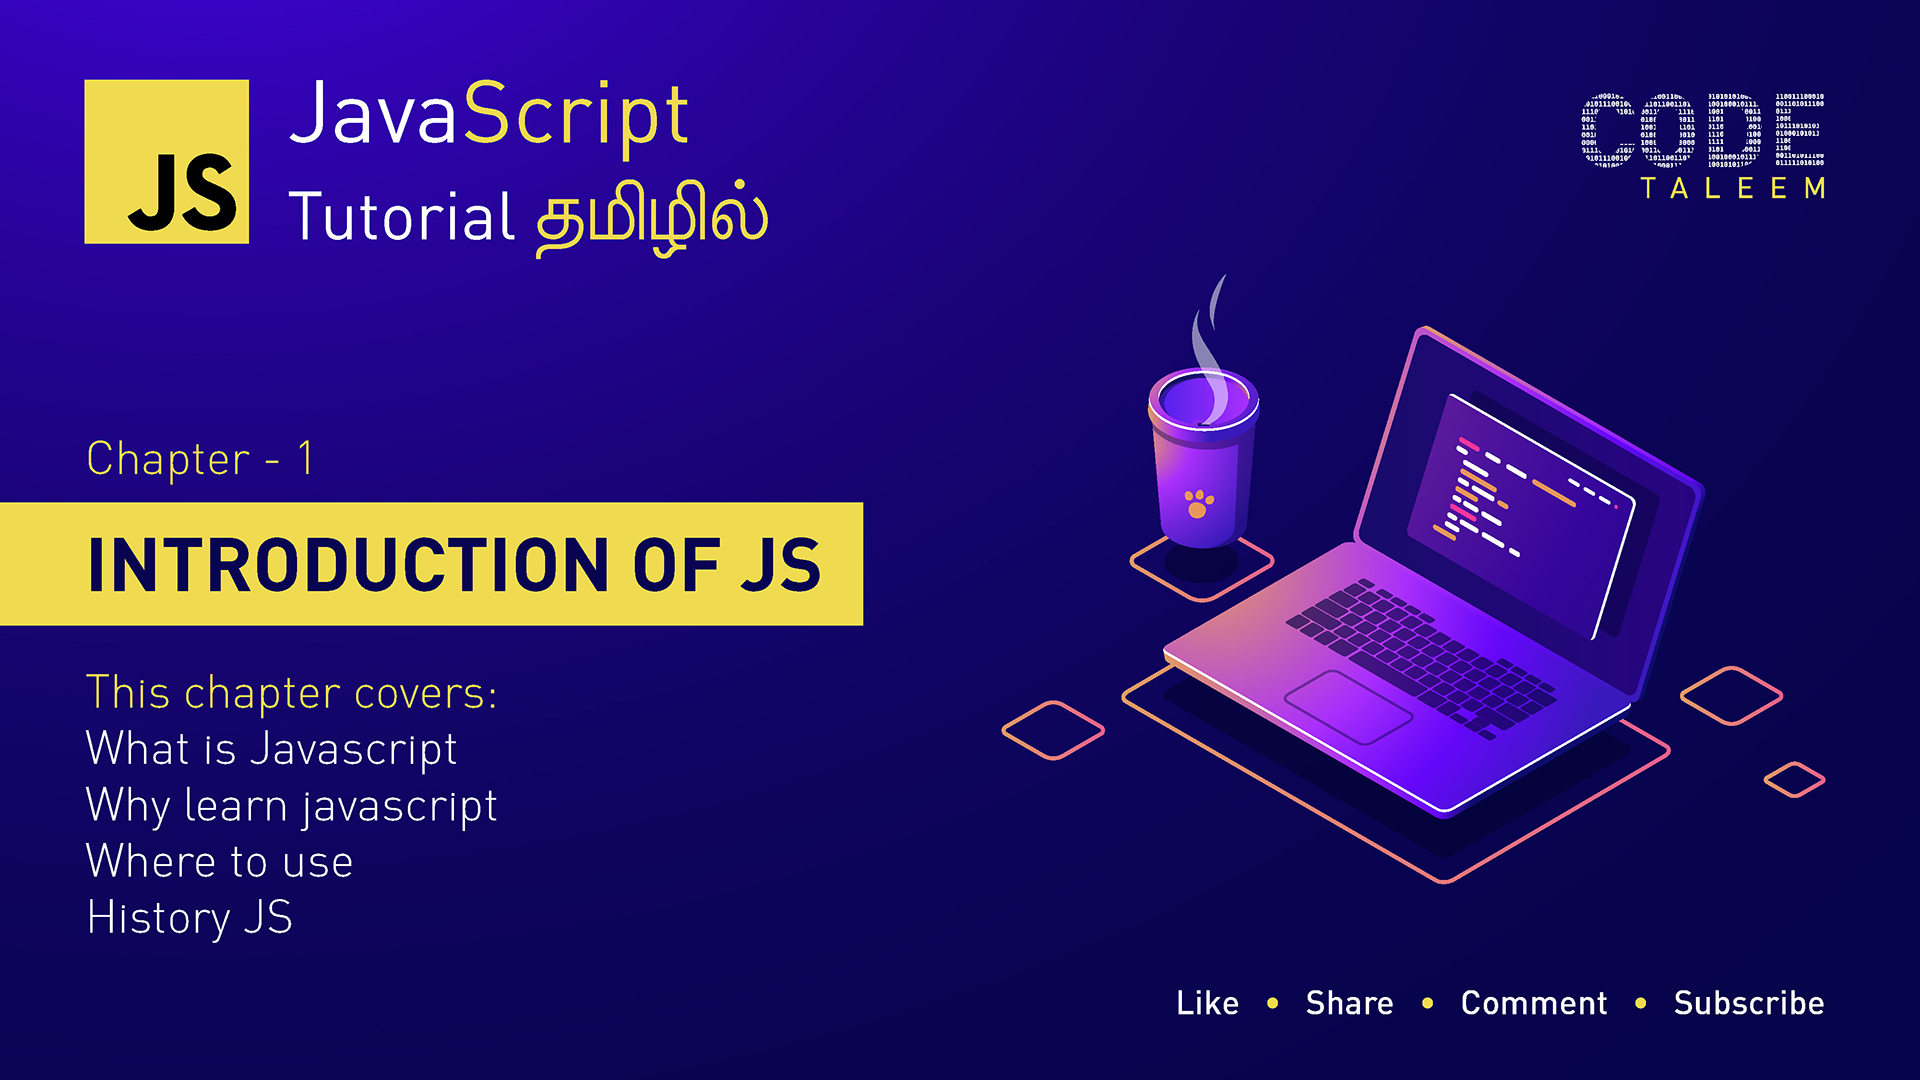 JS
JavaScript
Tutorial தமிழில்
CODE
TALEEM
Chapter - 1
INTRODUCTION OF JS
This chapter covers:
What is Javascript
Why learn javascript
Where to use
History JS
Like • Share • Comment • Subscribe